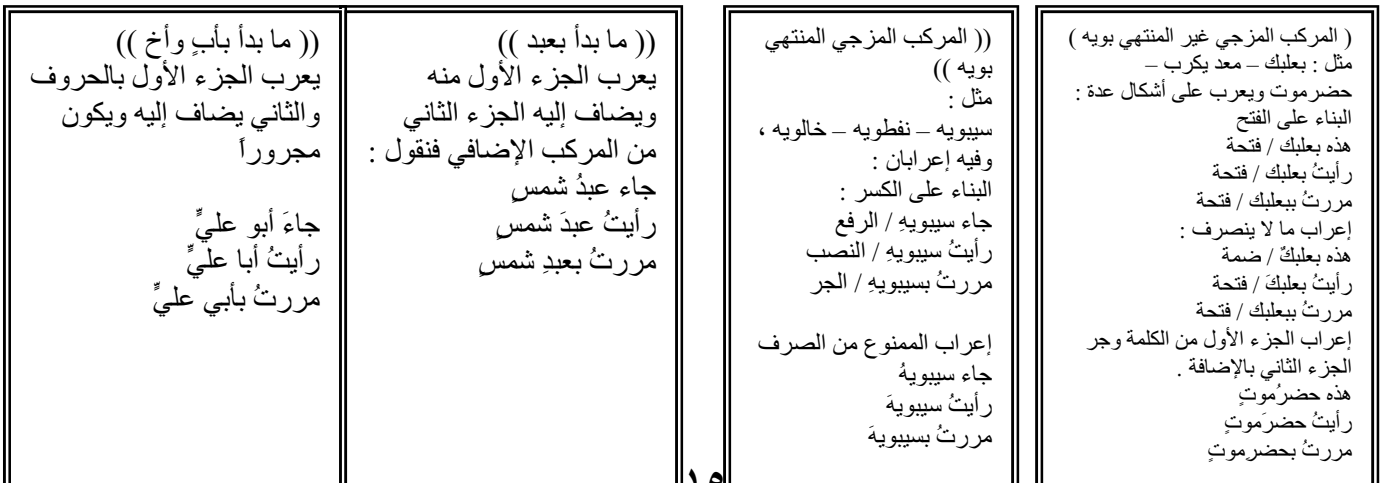 ( المركب المزجي غير المنتهي بويه )
مثل : بعلبك – معد يكرب –
حضرموت ويعرب على أشكال عدة :
البناء على الفتح
هذه بعلبك / فتحة
رأيتُ بعلبك / فتحة
مررتُ ببعلبك / فتحة
إعراب ما لا ينصرف :
هذه بعلبكٌ / ضمة
رأيتُ بعلبكَ / فتحة
مررتُ ببعلبك / فتحة
إعراب الجزء الأول من الكلمة وجر
الجزء الثاني بالإضافة .
هذه حضرُموتٍ
رأيتُ حضرَموتٍ
مررتُ بحضرِموتٍ
(( المركب المزجي المنتهي
بويه ))
مثل :
سيبويه – نفطويه – خالويه ،
وفيه إعرابان :
البناء على الكسر :
جاء سيبويهِ / الرفع
رأيتُ سيبويهِ / النصب
مررتُ بسيبويهِ / الجر
إعراب الممنوع من الصرف
جاء سيبويهُ
رأيتُ سيبويهَ
مررتُ بسيبويهَ
(( ما بدأ بعبد ))
يعرب الجزء الأول منه
ويضاف إليه الجزء الثاني
من المركب الإضافي فنقول :
جاء عبدُ شمسٍ
رأيتُ عبدَ شمسٍ
مررتُ بعبدِ شمسٍ
(( ما بدأ بأبٍ وأخ ))
يعرب الجزء الأول بالحروف
والثاني يضاف إليه ويكون
مجروراً
جاءَ أبو عليٍّ
رأيتُ أبا عليٍّ
مررتُ بأبي عليٍّ